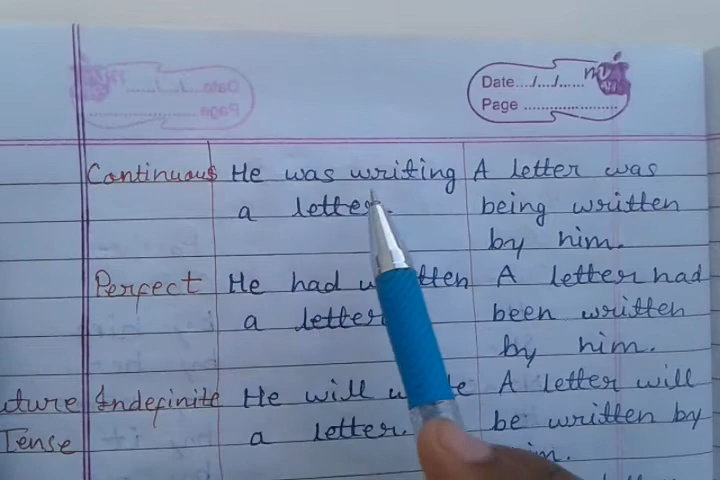 Date.../.../......
Page ......................
Continuous He was writing A letter was
a letter. being written
by him.
Perfect He had A letter had
a letter been written
by him.
Indefinite He will A letter will
Tense a letter. be written by